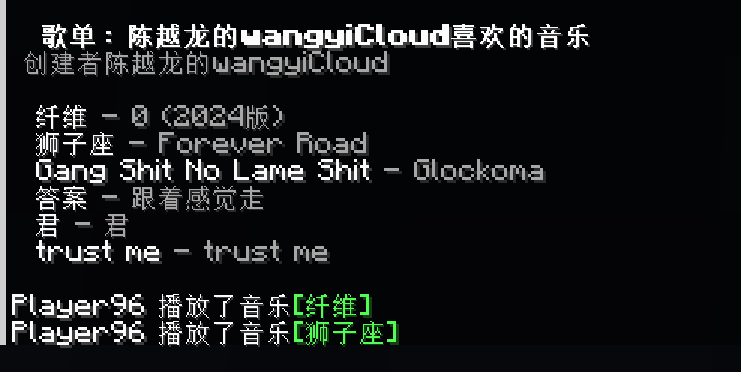 歌单：陈越龙的wangyiCloud喜欢的音乐
创建者陈越龙的wangyiCloud
纤维 - 0 (2024版)
狮子座 - Forever Road
Gang Shit No Lame Shit - Glockoma
答案 - 跟着感觉走
君 - 君
trust me - trust me
Player96 播放了音乐[纤维]
Player96 播放了音乐[狮子座]